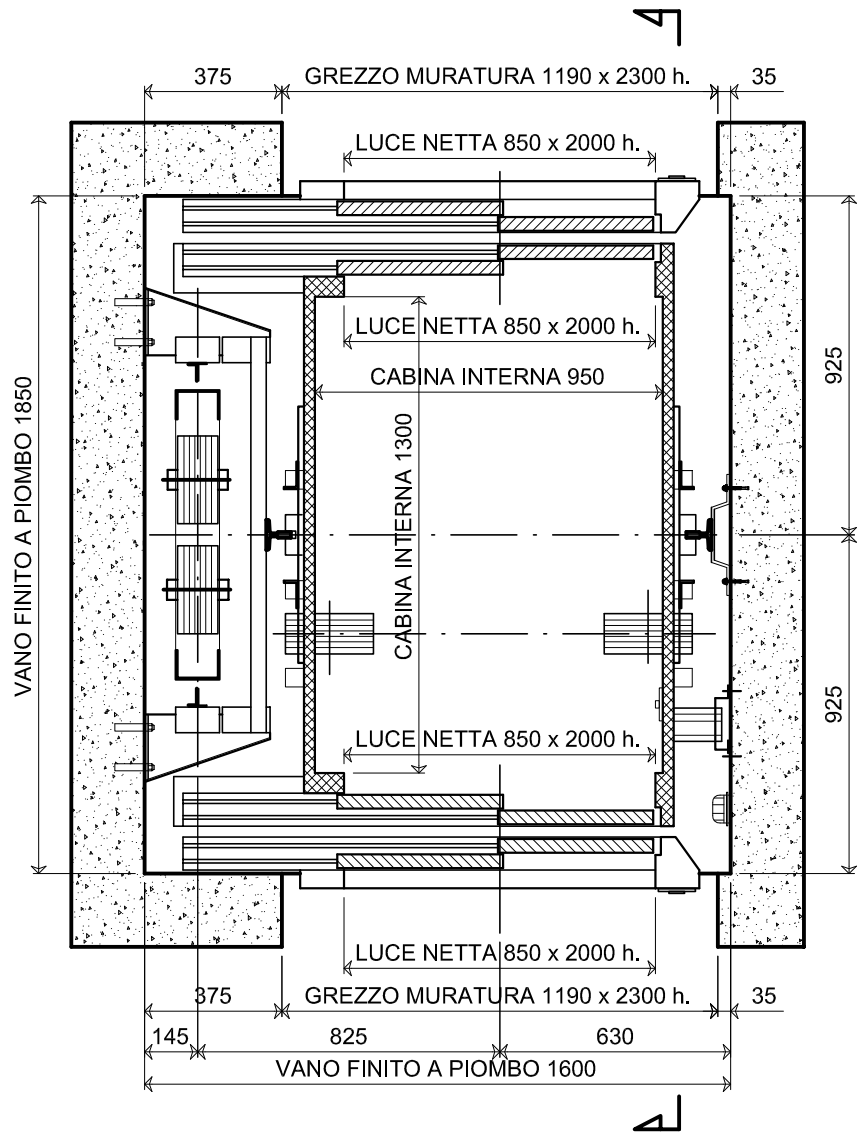 375
GREZZO MURATURA 1190 x 2300 h.
35
LUCE NETTA 850 x 2000 h.
LUCE NETTA 850 x 2000 h.
CABINA INTERNA 950
CABINA INTERNA 1300
VANO FINITO A PIOMBO 1850
925
925
LUCE NETTA 850 x 2000 h.
LUCE NETTA 850 x 2000 h.
375
GREZZO MURATURA 1190 x 2300 h.
35
145
825
630
VANO FINITO A PIOMBO 1600